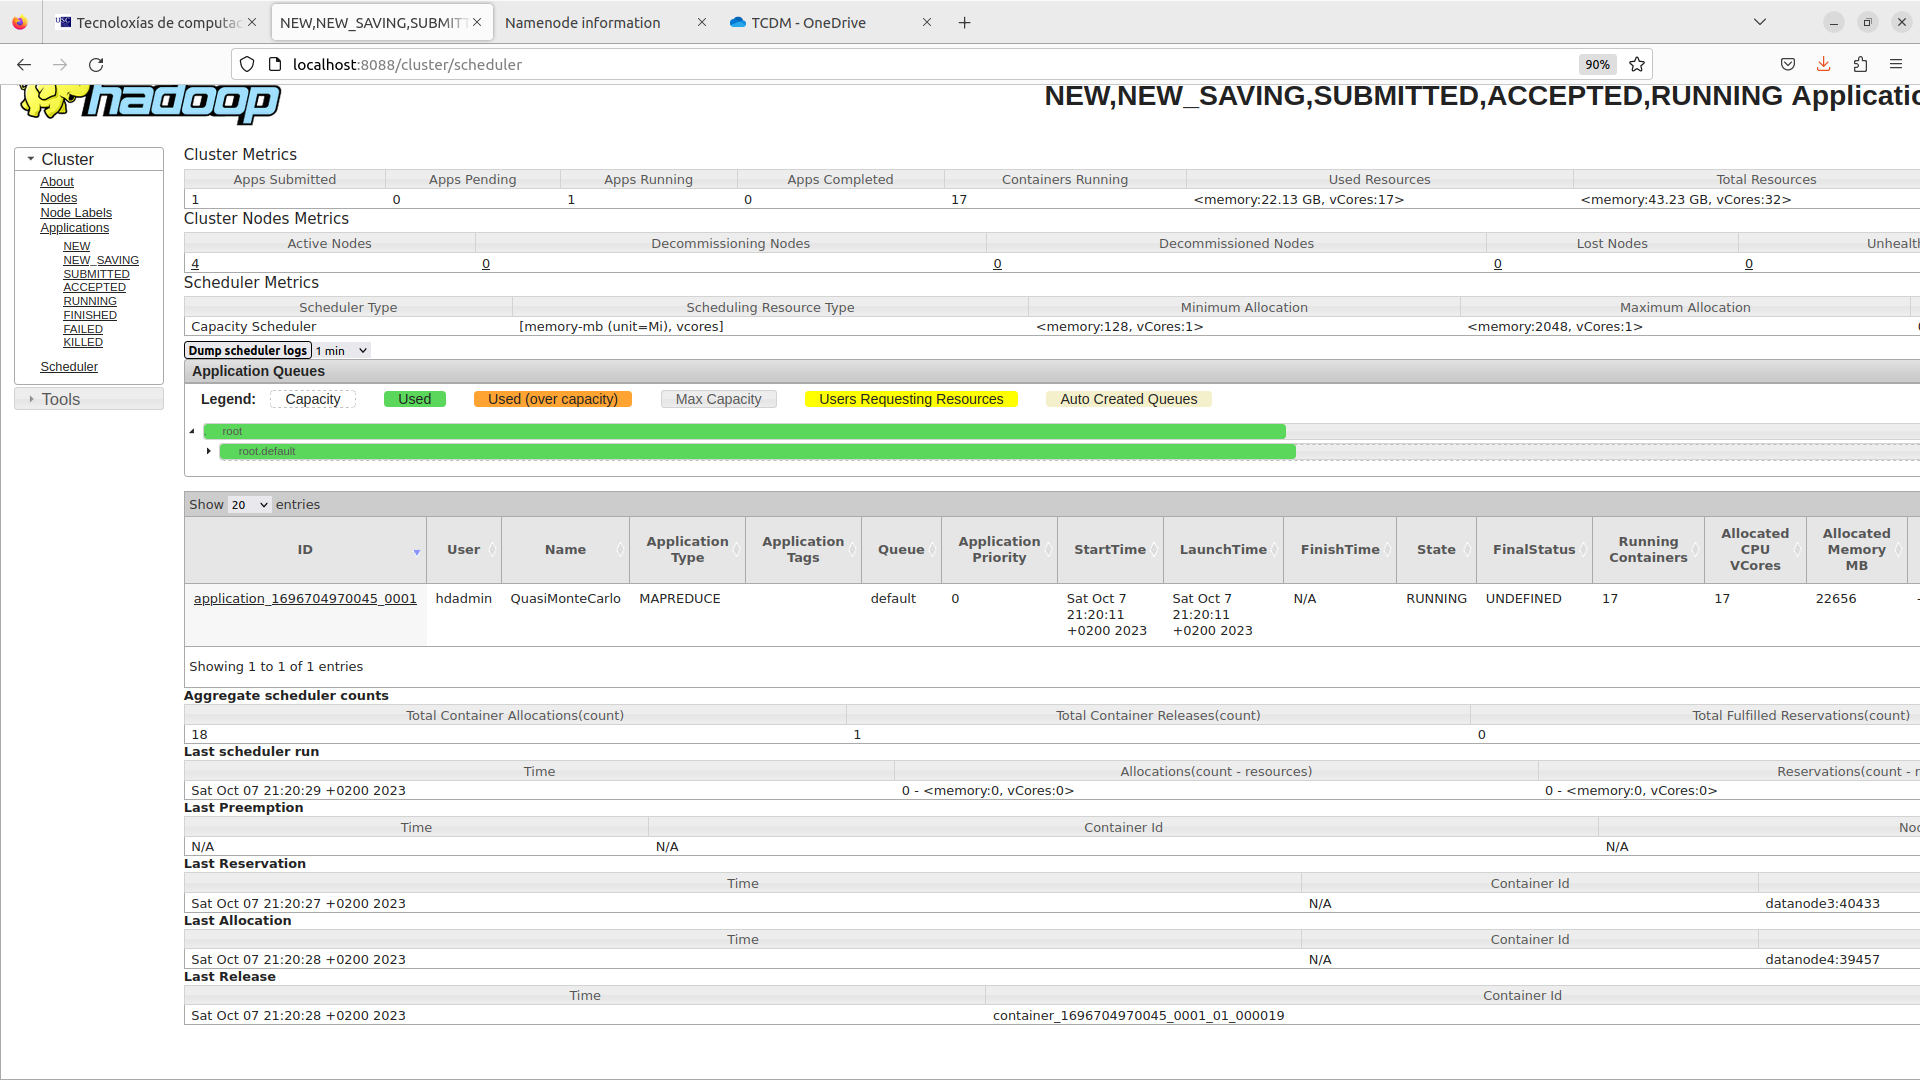 Tecnoloxías de computac
NEW,NEW_SAVING,SUBMITT
Namenode information
TCDM - OneDrive
localhost:8088/cluster/scheduler
90%
hadoop
NEW,NEW_SAVING,SUBMITTED,ACCEPTED,RUNNING Applicatio
Cluster
About
Nodes
Node Labels
Applications
NEW
NEW_SAVING
SUBMITTED
ACCEPTED
RUNNING
FINISHED
FAILED
KILLED
Scheduler
Tools
Cluster Metrics
Apps Submitted Apps Pending Apps Running Apps Completed Containers Running Used Resources Total Resources
1 0 1 0 17 <memory:22.13 GB, vCores:17> <memory:43.23 GB, vCores:32>
Cluster Nodes Metrics
Active Nodes Decommissioning Nodes Decommissioned Nodes Lost Nodes Unhealth
4 0 0 0 0
Scheduler Metrics
Scheduler Type Scheduling Resource Type Minimum Allocation Maximum Allocation
Capacity Scheduler [memory-mb (unit=Mi), vcores] <memory:128, vCores:1> <memory:2048, vCores:1>
Dump scheduler logs 1 min
Application Queues
Legend: Capacity Used Used (over capacity) Max Capacity Users Requesting Resources Auto Created Queues
root
root.default
Show 20 entries
ID User Name Application Type Application Tags Queue Application Priority StartTime LaunchTime FinishTime State FinalStatus Running Containers Allocated CPU VCores Allocated Memory MB
application_1696704970045_0001 hdadmin QuasiMonteCarlo MAPREDUCE default 0 Sat Oct 7 21:20:11 +0200 2023 Sat Oct 7 21:20:11 +0200 2023 N/A RUNNING UNDEFINED 17 17 22656
Showing 1 to 1 of 1 entries
Aggregate scheduler counts
Total Container Allocations(count) Total Container Releases(count) Total Fulfilled Reservations(count)
18 1 0
Last scheduler run
Time Allocations(count - resources) Reservations(count - r
Sat Oct 07 21:20:29 +0200 2023 0 - <memory:0, vCores:0> 0 - <memory:0, vCores:0>
Last Preemption
Time Container Id Nod
N/A N/A N/A
Last Reservation
Time Container Id
Sat Oct 07 21:20:27 +0200 2023 N/A datanode3:40433
Last Allocation
Time Container Id
Sat Oct 07 21:20:28 +0200 2023 N/A datanode4:39457
Last Release
Time Container Id
Sat Oct 07 21:20:28 +0200 2023 container_1696704970045_0001_01_000019